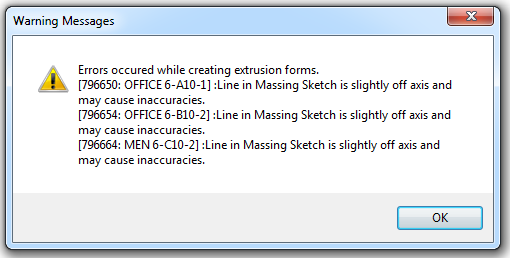 Warning Messages
Errors occured while creating extrusion forms.
[796650: OFFICE 6-A10-1] :Line in Massing Sketch is slightly off axis and
may cause inaccuracies.
[796654: OFFICE 6-B10-2] :Line in Massing Sketch is slightly off axis and
may cause inaccuracies.
[796664: MEN 6-C10-2] :Line in Massing Sketch is slightly off axis and
may cause inaccuracies.
OK